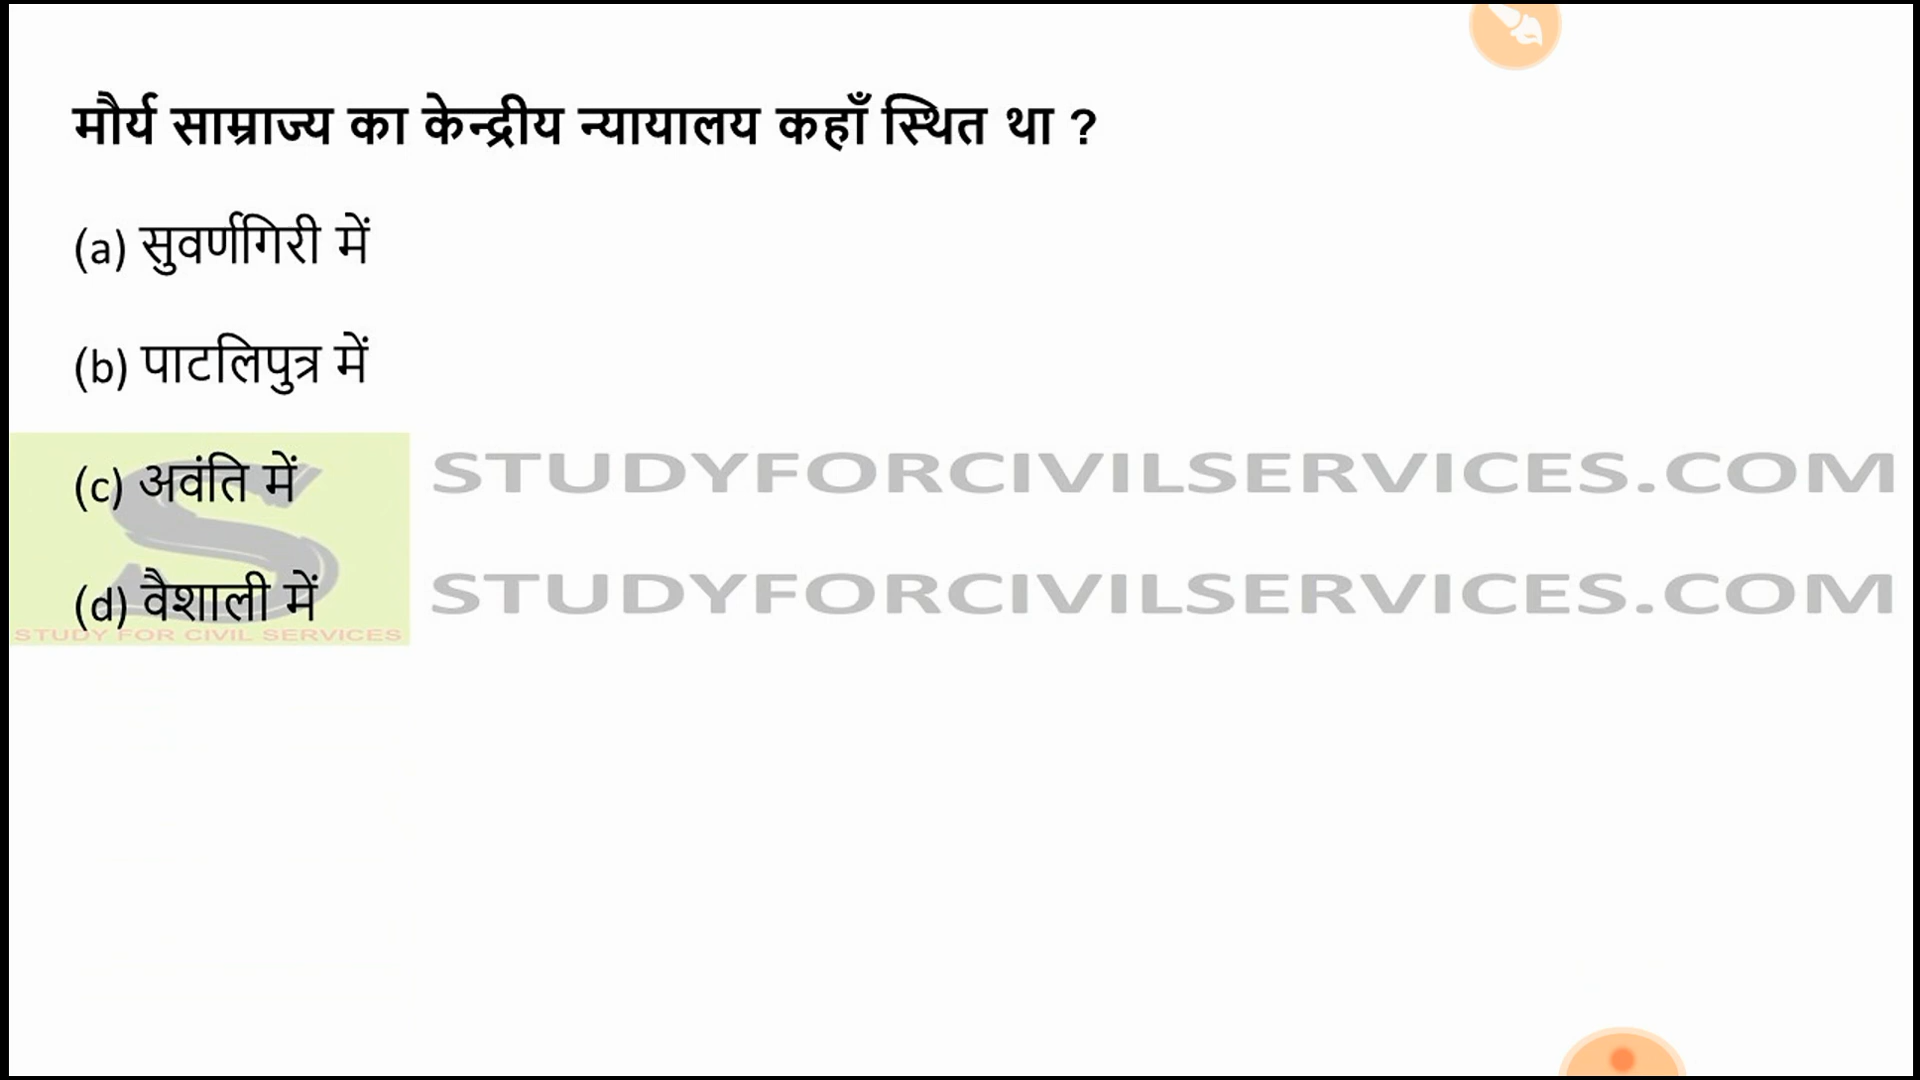 मौर्य साम्राज्य का केन्द्रीय न्यायालय कहाँ स्थित था ?
(a) सुवर्णगिरी में
(b) पाटलिपुत्र में
(c) अवंति में
STUDYFORCIVILSERVICES.COM
(d) वैशाली में
STUDYFORCIVILSERVICES.COM
STUDY FOR CIVIL SERVICES